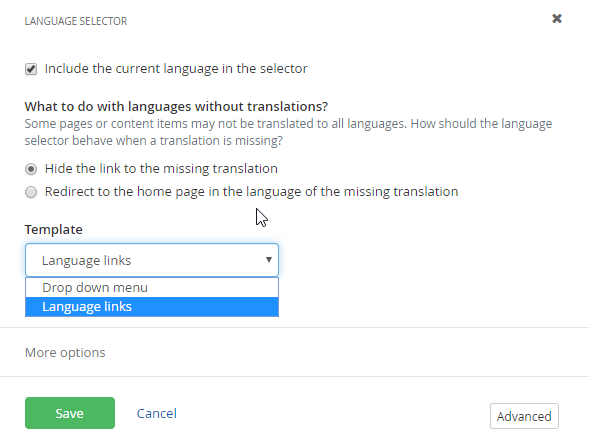 LANGUAGE SELECTOR
Include the current language in the selector
What to do with languages without translations?
Some pages or content items may not be translated to all languages. How should the language
selector behave when a translation is missing?
Hide the link to the missing translation
Redirect to the home page in the language of the missing translation
Template
Language links
Drop down menu
Language links
More options
Save
Cancel
Advanced